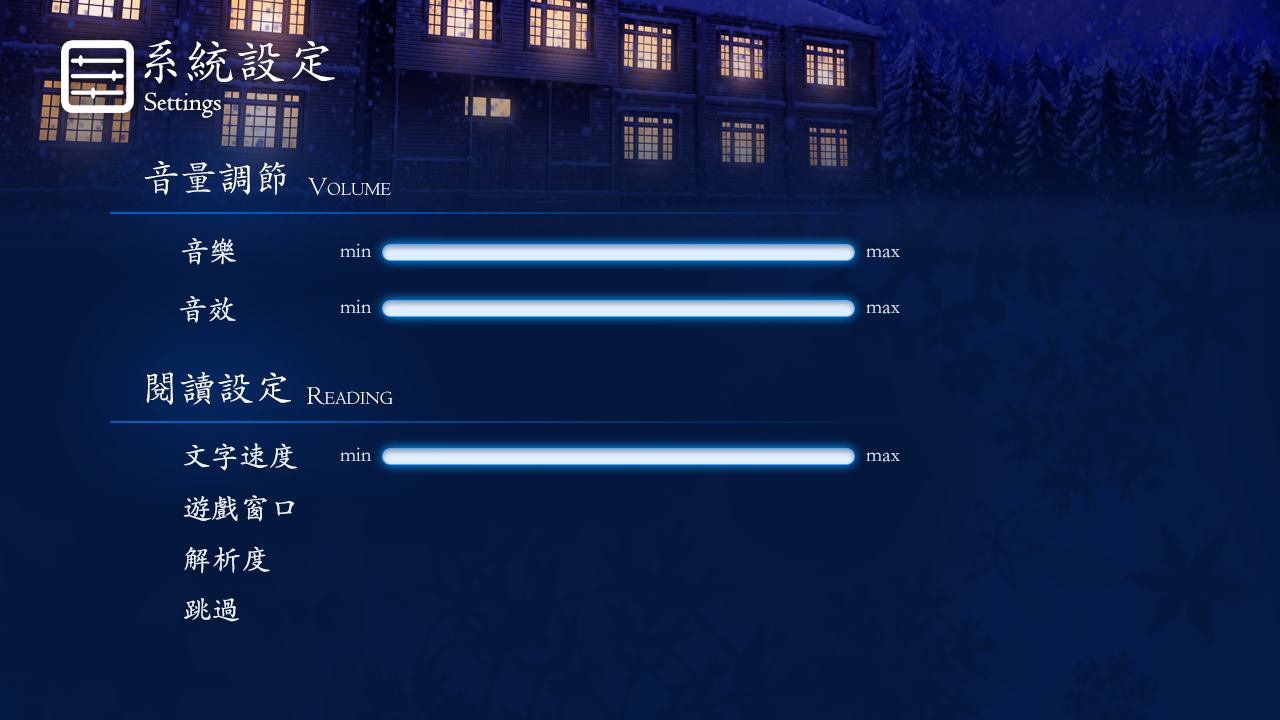 系統設定
Settings
音量調節 VOLUME
音樂 min max
音效 min max
閱讀設定 READING
文字速度 min max
遊戲窗口
解析度
跳過